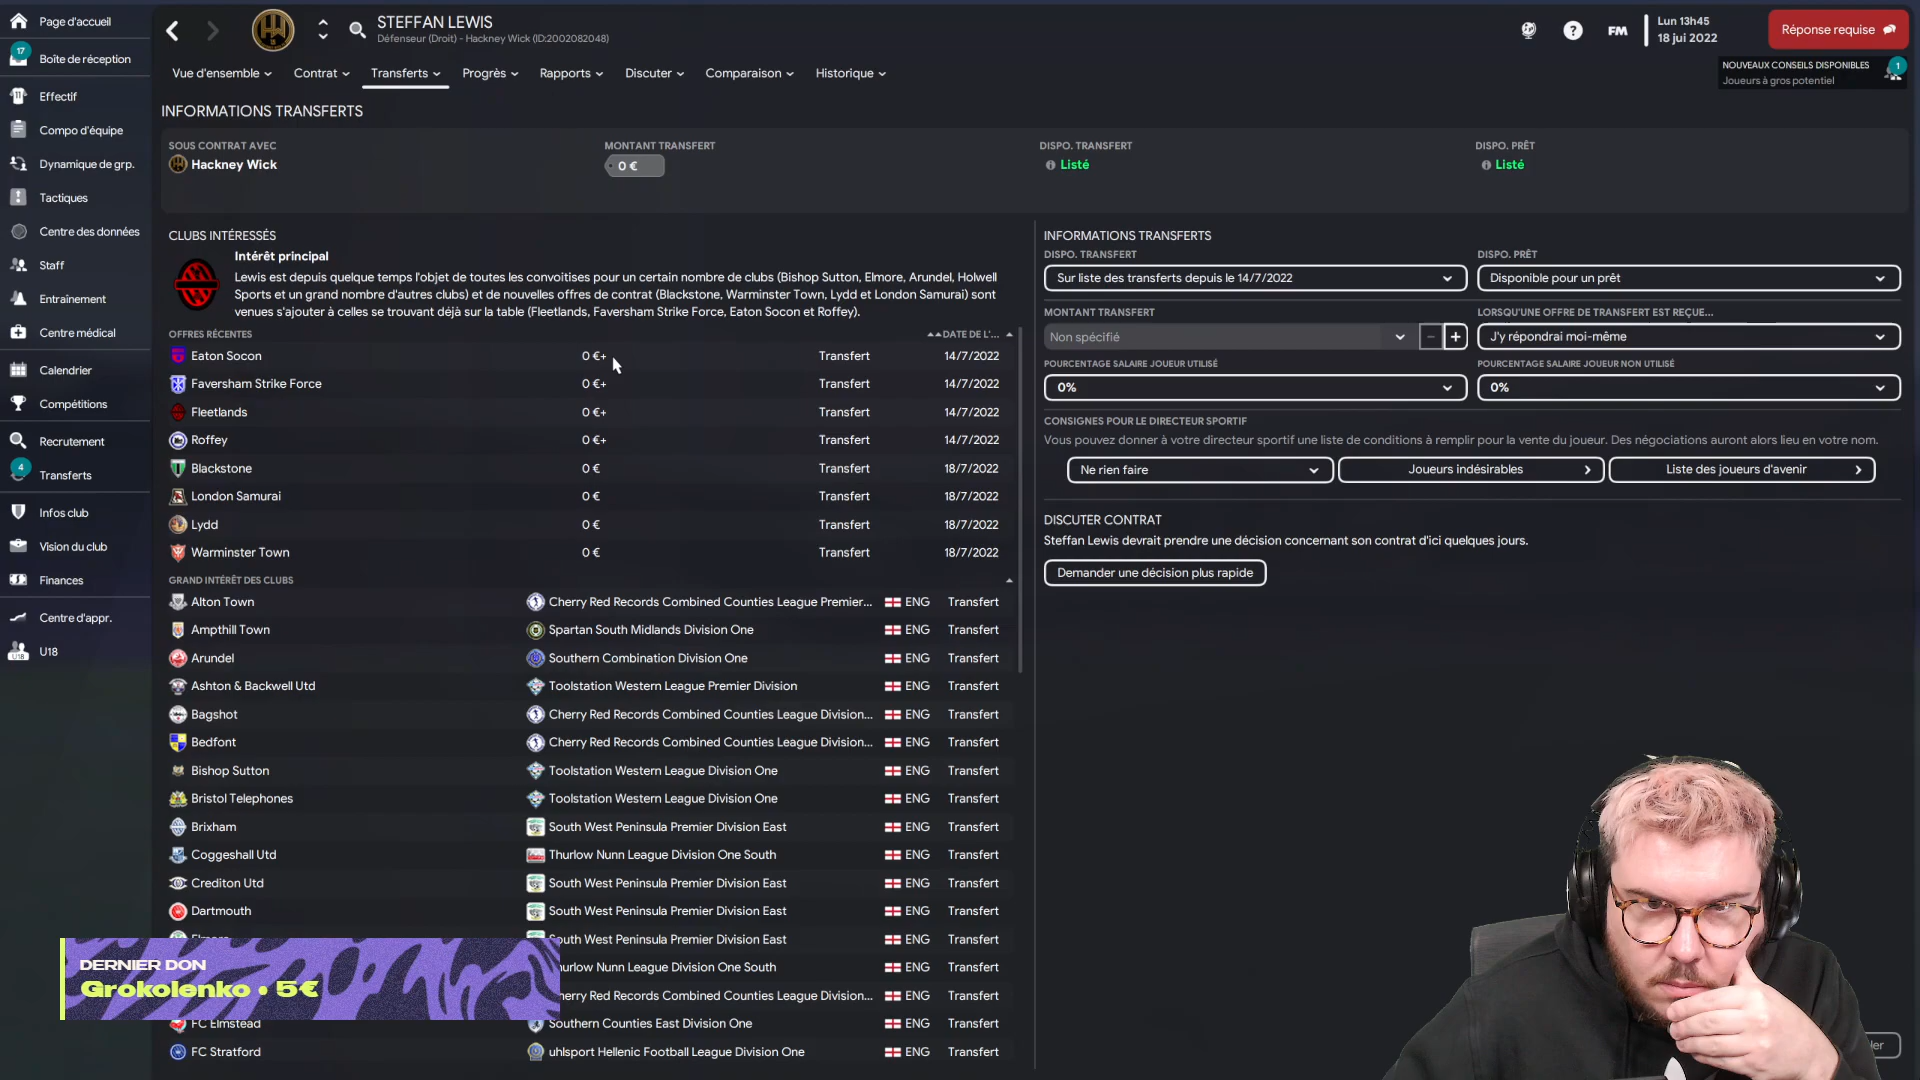 Page d'accueil
17
Boîte de réception
Effectif
Compo d'équipe
Dynamique de grp.
Tactiques
Centre des données
Staff
Entraînement
Centre médical
Calendrier
Compétitions
Recrutement
4
Transferts
Infos club
Vision du club
Finances
Centre d'appr.
U18
STEFFAN LEWIS
Défenseur (Droit) - Hackney Wick (ID:2002082048)
FM
Lun 13h45
18 jui 2022
Réponse requise
NOUVEAUX CONSEILS DISPONIBLES
Joueurs à gros potentiel
1
Vue d'ensemble Contrat Transferts Progrès Rapports Discuter Comparaison Historique
INFORMATIONS TRANSFERTS
SOUS CONTRAT AVEC
Hackney Wick
MONTANT TRANSFERT
0 €
DISPO. TRANSFERT
Listé
DISPO. PRÊT
Listé
CLUBS INTÉRESSÉS
Intérêt principal
Lewis est depuis quelque temps l'objet de toutes les convoitises pour un certain nombre de clubs (Bishop Sutton, Elmore, Arundel, Holwell
Sports et un grand nombre d'autres clubs) et de nouvelles offres de contrat (Blackstone, Warminster Town, Lydd et London Samurai) sont
venues s'ajouter à celles se trouvant déjà sur la table (Fleetlands, Faversham Strike Force, Eaton Socon et Roffey).
OFFRES RÉCENTES DATE DE L'...
Eaton Socon 0 €+ Transfert 14/7/2022
Faversham Strike Force 0 €+ Transfert 14/7/2022
Fleetlands 0 €+ Transfert 14/7/2022
Roffey 0 €+ Transfert 14/7/2022
Blackstone 0 € Transfert 18/7/2022
London Samurai 0 € Transfert 18/7/2022
Lydd 0 € Transfert 18/7/2022
Warminster Town 0 € Transfert 18/7/2022
GRAND INTÉRÊT DES CLUBS
Alton Town Cherry Red Records Combined Counties League Premier... ENG Transfert
Ampthill Town Spartan South Midlands Division One ENG Transfert
Arundel Southern Combination Division One ENG Transfert
Ashton & Backwell Utd Toolstation Western League Premier Division ENG Transfert
Bagshot Cherry Red Records Combined Counties League Division... ENG Transfert
Bedfont Cherry Red Records Combined Counties League Division... ENG Transfert
Bishop Sutton Toolstation Western League Division One ENG Transfert
Bristol Telephones Toolstation Western League Division One ENG Transfert
Brixham South West Peninsula Premier Division East ENG Transfert
Coggeshall Utd Thurlow Nunn League Division One South ENG Transfert
Crediton Utd South West Peninsula Premier Division East ENG Transfert
Dartmouth South West Peninsula Premier Division East ENG Transfert
South West Peninsula Premier Division East ENG Transfert
hurlow Nunn League Division One South ENG Transfert
herry Red Records Combined Counties League Division... ENG Transfert
FC Elmstead Southern Counties East Division One ENG Transfert
FC Stratford uhlsport Hellenic Football League Division One ENG Transfert
DERNIER DON
Grokolenko • 5€
INFORMATIONS TRANSFERTS
DISPO. TRANSFERT
Sur liste des transferts depuis le 14/7/2022
DISPO. PRÊT
Disponible pour un prêt
MONTANT TRANSFERT
Non spécifié
LORSQU'UNE OFFRE DE TRANSFERT EST REÇUE...
J'y répondrai moi-même
POURCENTAGE SALAIRE JOUEUR UTILISÉ
0%
POURCENTAGE SALAIRE JOUEUR NON UTILISÉ
0%
CONSIGNES POUR LE DIRECTEUR SPORTIF
Vous pouvez donner à votre directeur sportif une liste de conditions à remplir pour la vente du joueur. Des négociations auront alors lieu en votre nom.
Ne rien faire Joueurs indésirables Liste des joueurs d'avenir
DISCUTER CONTRAT
Steffan Lewis devrait prendre une décision concernant son contrat d'ici quelques jours.
Demander une décision plus rapide